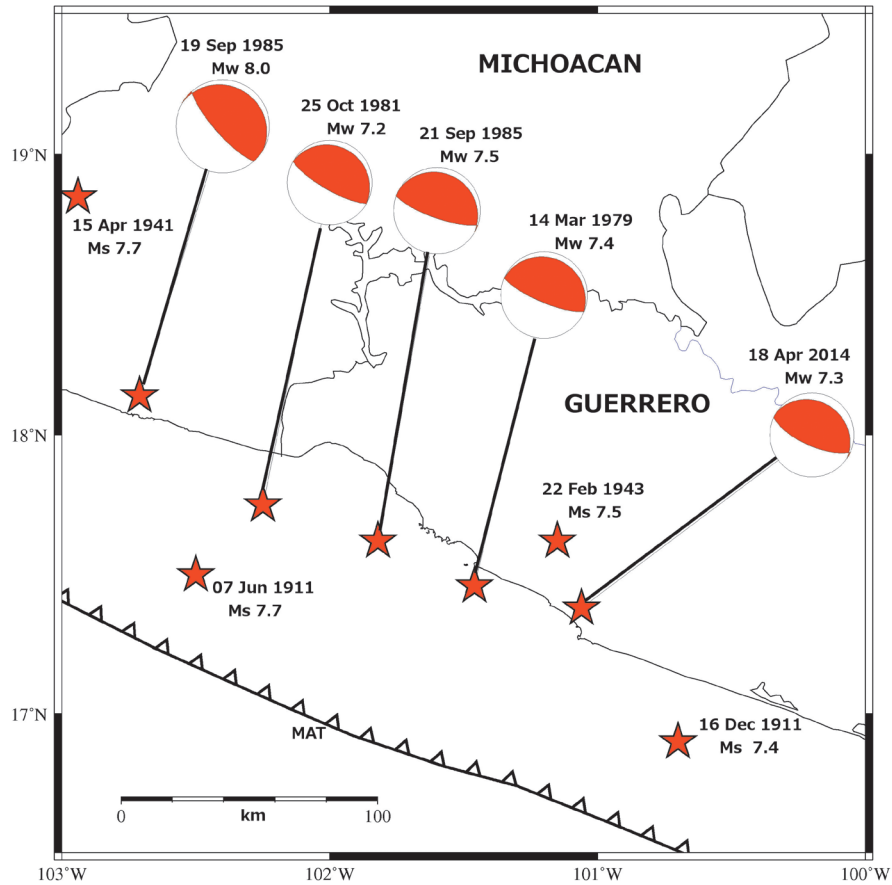 19 Sep 1985
Mw 8.0
MICHOACAN
25 Oct 1981
Mw 7.2
21 Sep 1985
Mw 7.5
19°N
15 Apr 1941
Ms 7.7
14 Mar 1979
Mw 7.4
18 Apr 2014
Mw 7.3
GUERRERO
18°N
22 Feb 1943
Ms 7.5
07 Jun 1911
Ms 7.7
17°N
MAT
16 Dec 1911
Ms 7.4
0 km 100
103°W 102°W 101°W 100°W